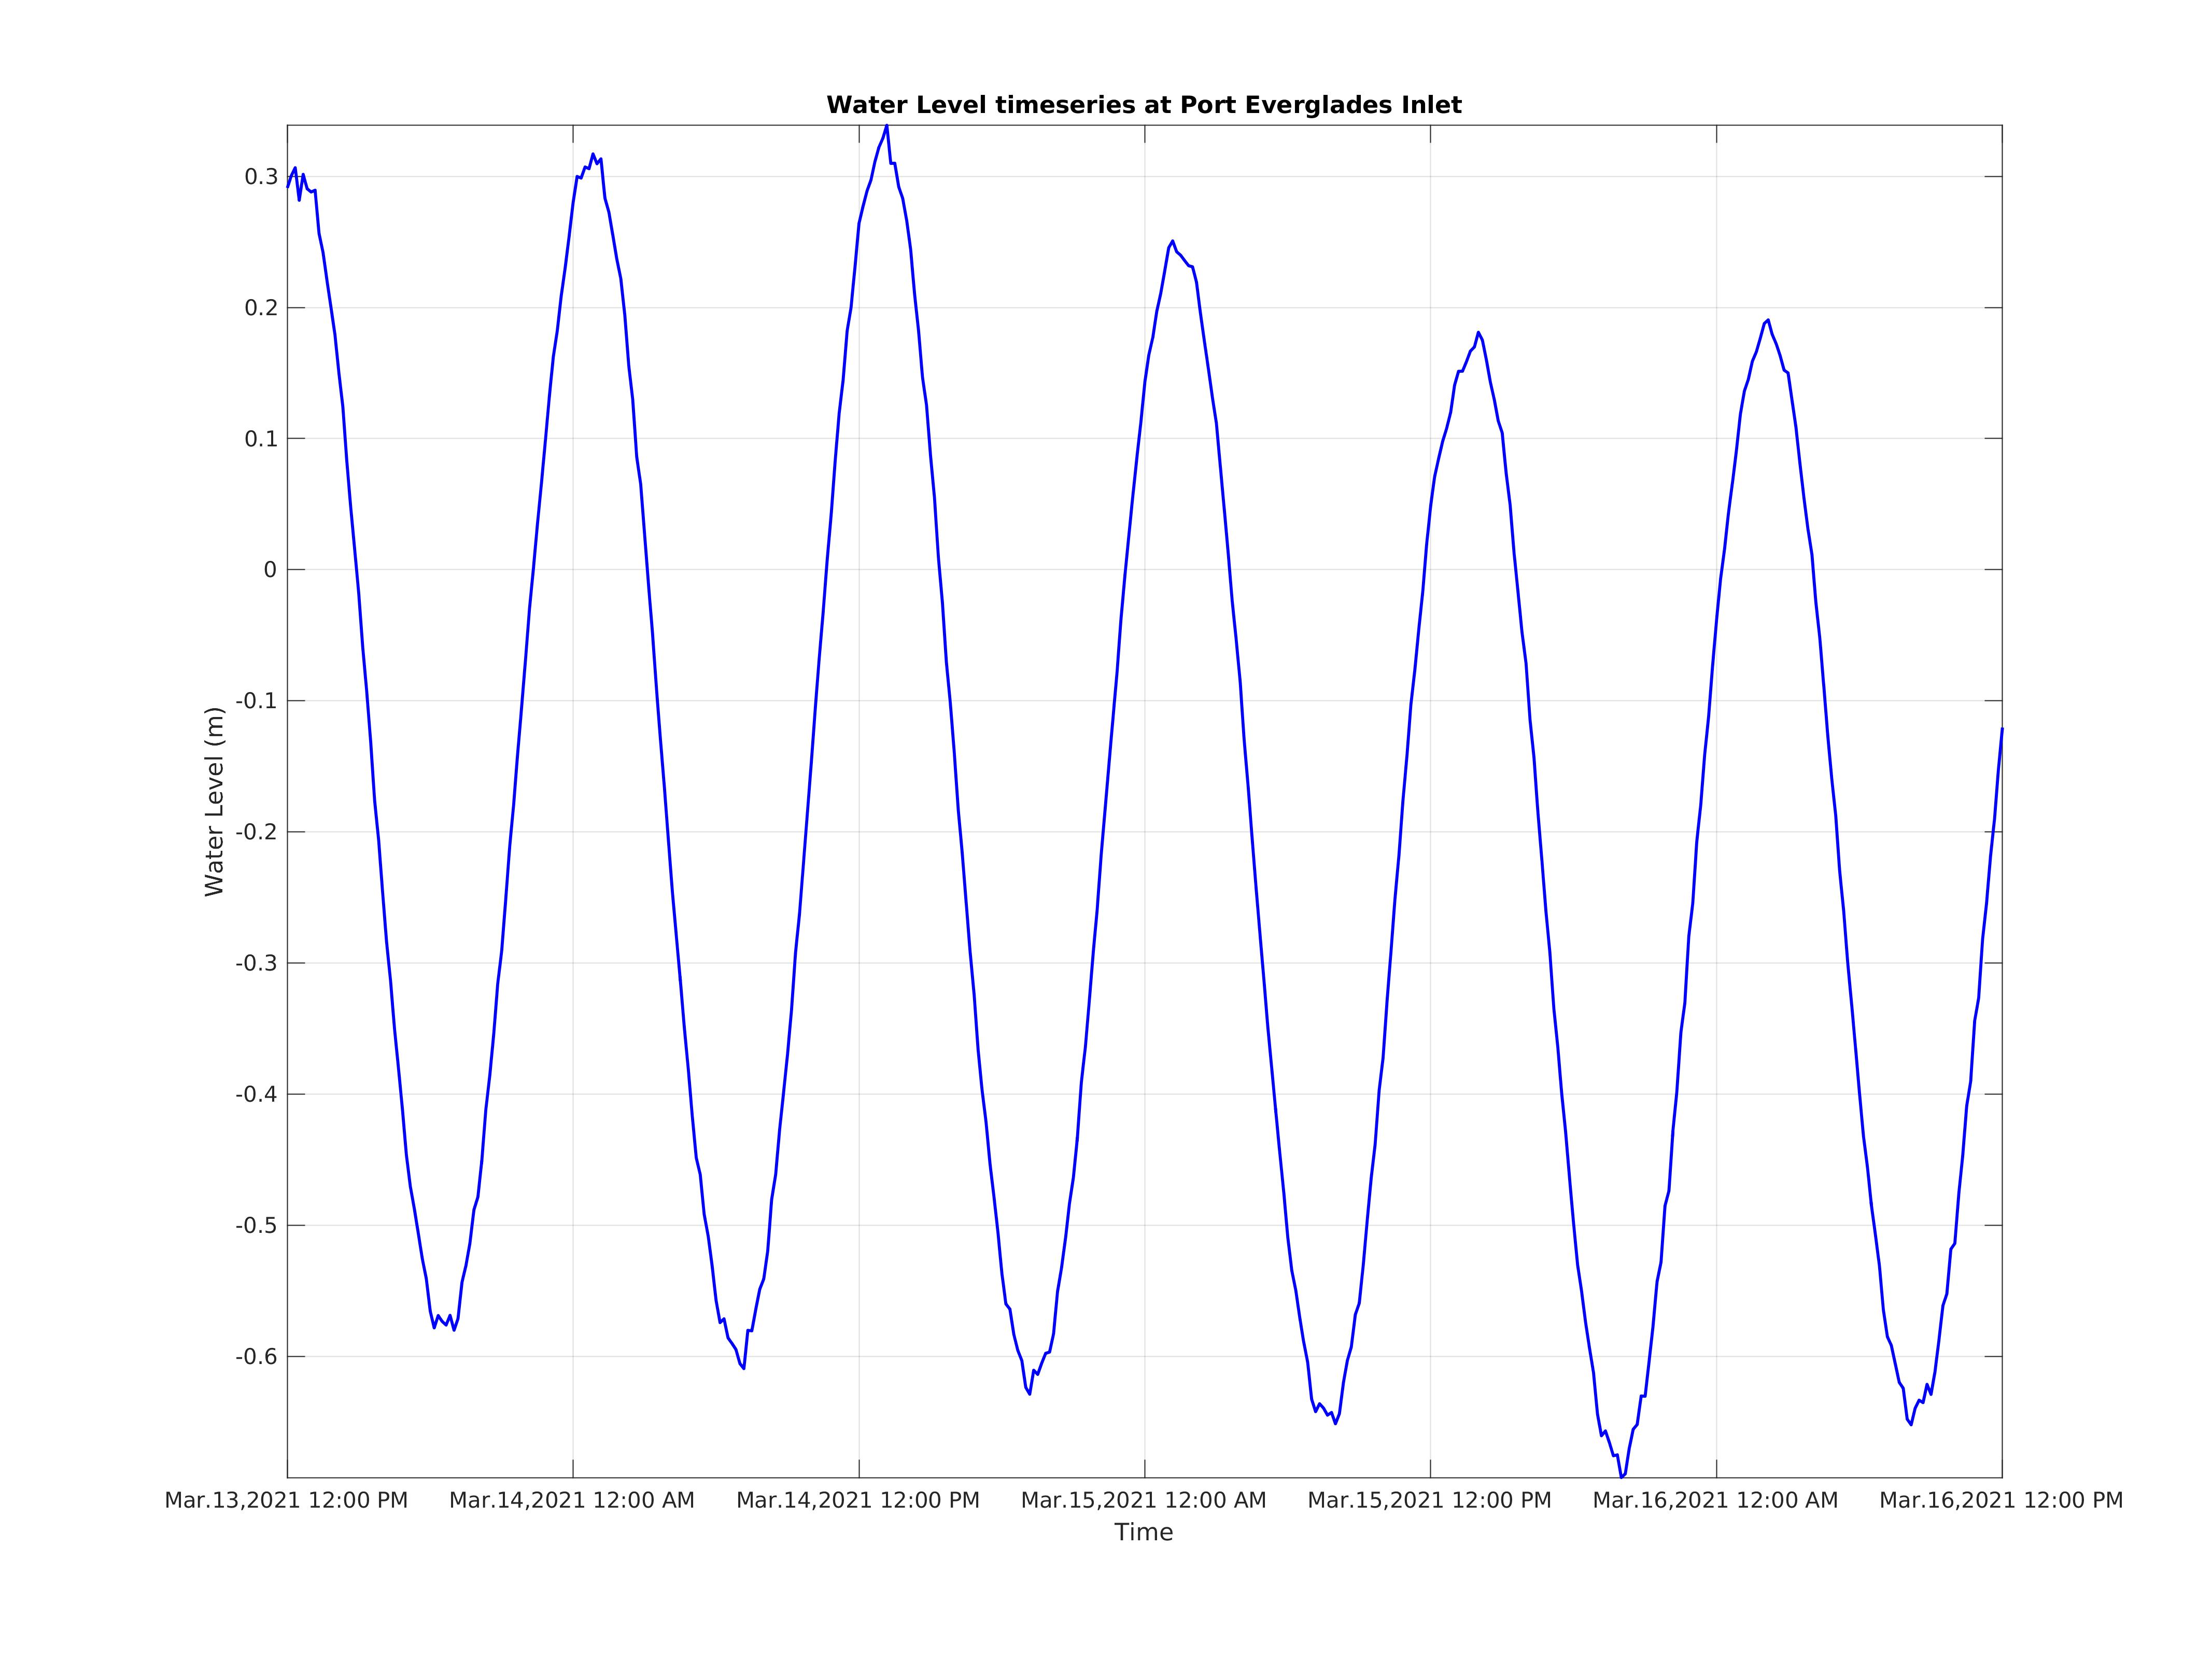 Water Level timeseries at Port Everglades Inlet
0.3
0.2
0.1
0
-0.1
-0.2
-0.3
-0.4
-0.5
-0.6
Water Level (m)
Mar.13,2021 12:00 PM
Mar.14,2021 12:00 AM
Mar.14,2021 12:00 PM
Mar.15,2021 12:00 AM
Mar.15,2021 12:00 PM
Mar.16,2021 12:00 AM
Mar.16,2021 12:00 PM
Time